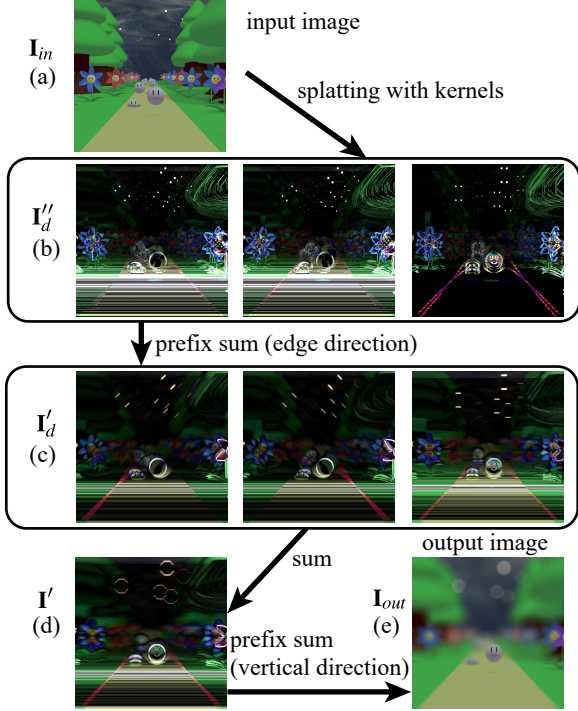 input image
I_in
(a)
splatting with kernels
I''_d
(b)
prefix sum (edge direction)
I'_d
(c)
output image
sum
I'
(d)
I_out
(e)
prefix sum
(vertical direction)